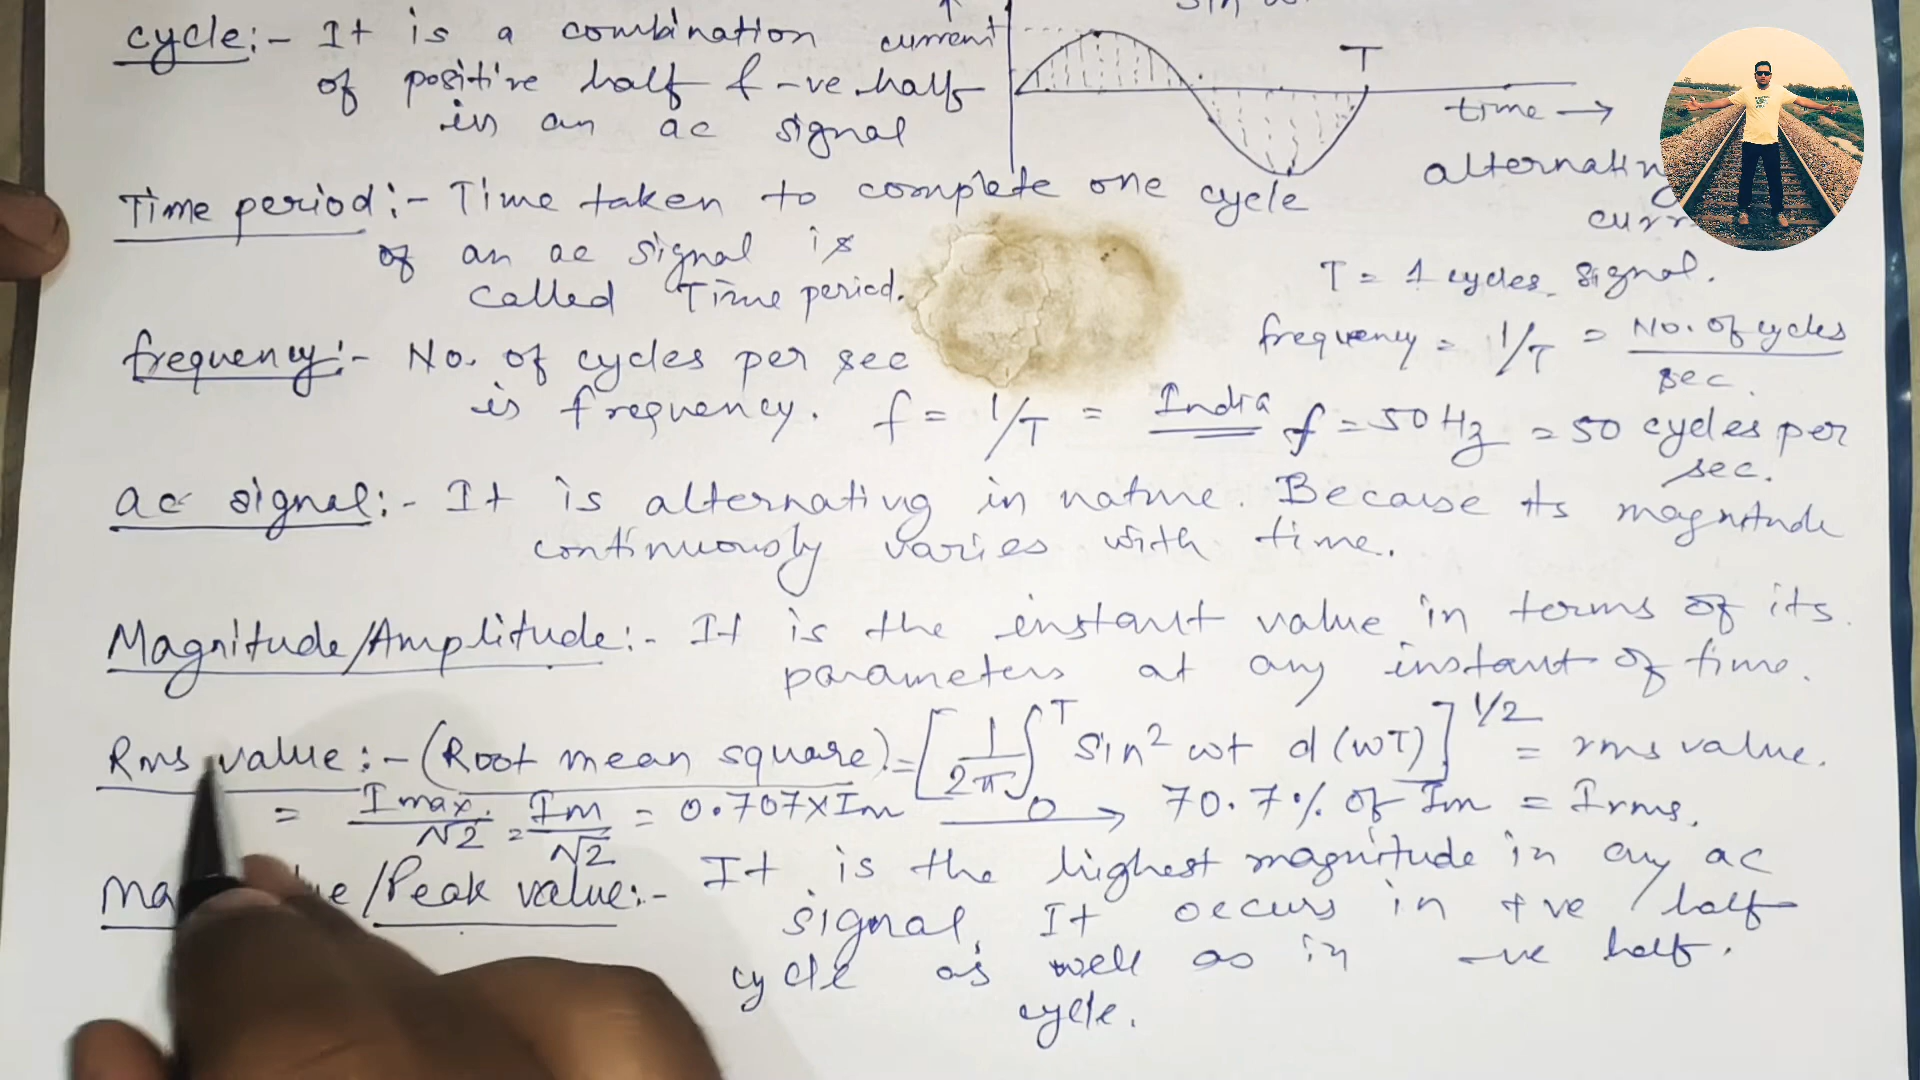 sin
cycle:- It is a combination
of positive half & -ve half
in an ac signal
current
T
time →
alternating
Time period:- Time taken to complete one cycle
of an ac signal is
called Time period.
T = 1 cycles signal.
frequency = 1/T = No. of cycles
sec.
frequency:- No. of cycles per sec
is frequency. f = 1/T = India f = 50 Hz = 50 cycles per
sec.
ac signal:- It is alternating in nature. Because its magnitude
continuously varies with time.
Magnitude/Amplitude:- It is the instant value in terms of its
parameters at any instant of time.
Rms value:- (Root mean square) = [1/2π ∫₀ᵀ sin² wt d(wT)]^1/2 = rms value.
= Imax/√2 = Im/√2 = 0.707×Im → 70.7% of Im = Irms.
/Peak value:- It is the highest magnitude in any ac
signal. It occurs in +ve half
cycle as well as in -ve half
cycle.